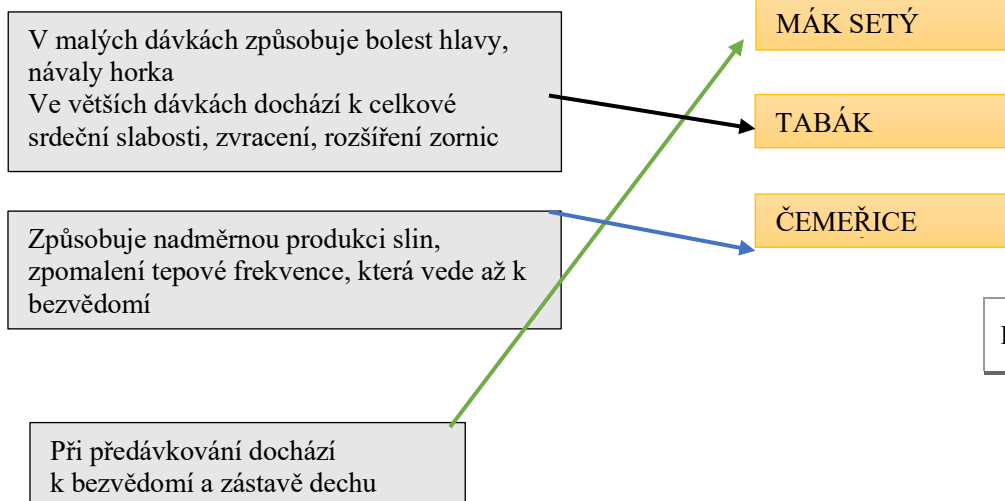 V malých dávkách způsobuje bolest hlavy,
návaly horka
Ve větších dávkách dochází k celkové
srdeční slabosti, zvracení, rozšíření zornic
MÁK SETÝ
TABÁK
ČEMEŘICE
Způsobuje nadměrnou produkci slin,
zpomalení tepové frekvence, která vede až k
bezvědomí
Při předávkování dochází
k bezvědomí a zástavě dechu